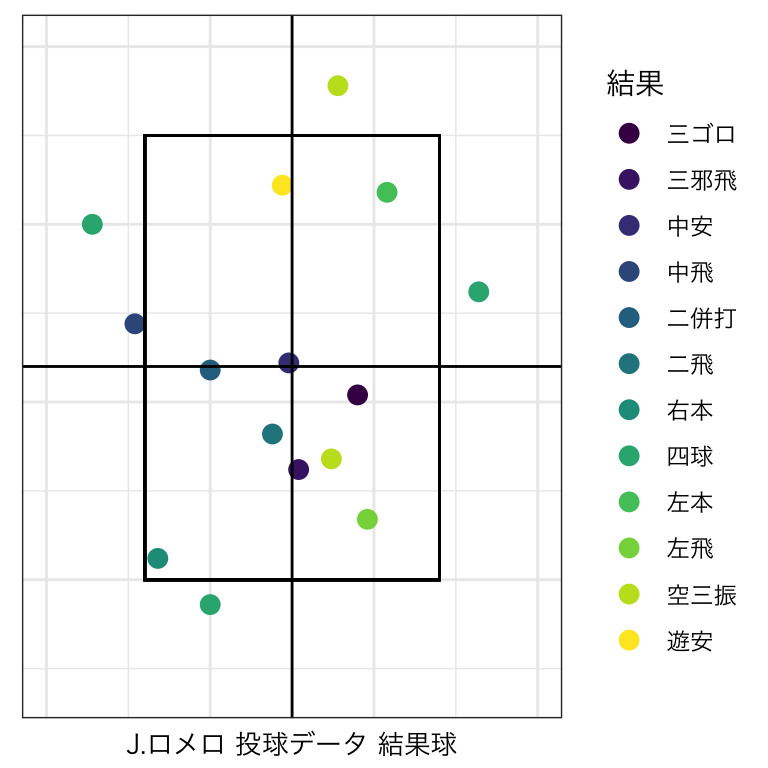 結果
三ゴロ
三邪飛
中安
中飛
二併打
二飛
右本
四球
左本
左飛
空三振
遊安
J.ロメロ 投球データ 結果球